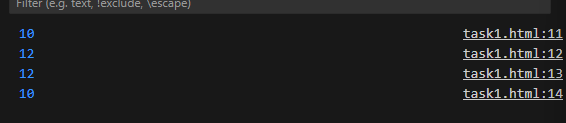 Filter (e.g. text, !exclude, \escape)
10 task1.html:11
12 task1.html:12
12 task1.html:13
10 task1.html:14